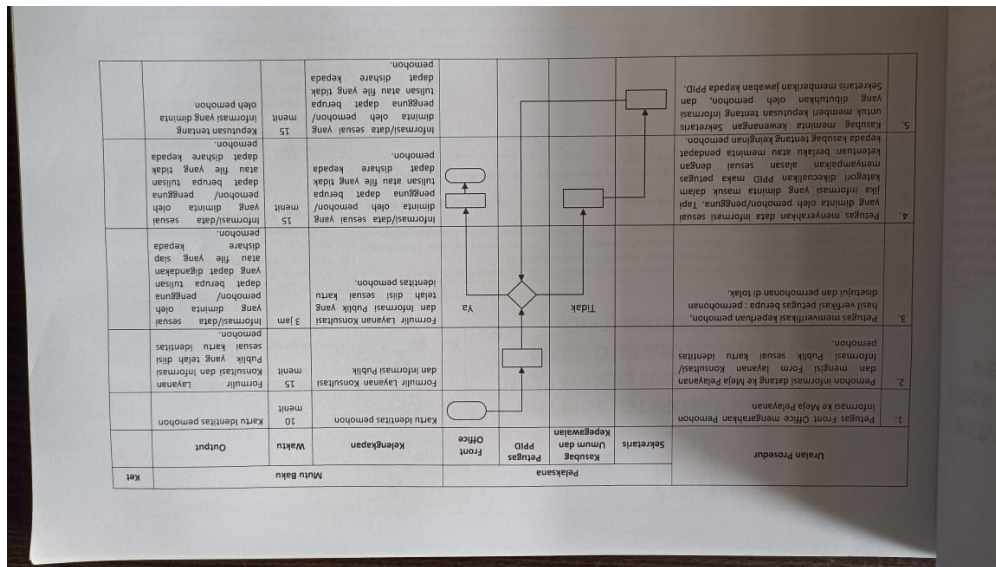 Uraian Prosedur
Pelaksana
Mutu Baku
Ket
Sekretaris
Kasubag
Umum dan
Kepegawaian
Petugas
PPID
Front
Office
Kelengkapan
Waktu
Output
1.
Petugas Front Office mengarahkan Pemohon
informasi ke Meja Pelayanan
Kartu identitas pemohon
10
menit
Kartu identitas pemohon
2.
Pemohon informasi datang ke Meja Pelayanan
dan mengisi Form layanan Konsultasi/
Informasi Publik sesuai kartu identitas
pemohon.
Formulir Layanan Konsultasi
dan Informasi Publik
15
menit
Formulir Layanan
Konsultasi dan Informasi
Publik yang telah diisi
sesuai kartu identitas
pemohon.
3.
Petugas memverifikasi keperluan pemohon,
hasil verifikasi petugas berupa : permohonan
disetujui dan permohonan di tolak.
Tidak
Ya
Formulir Layanan Konsultasi
dan Informasi Publik yang
telah diisi sesuai kartu
identitas pemohon.
3 jam
Informasi/data sesuai
yang diminta oleh
pemohon/ pengguna
dapat berupa tulisan
yang dapat digandakan
atau file yang siap
dishare kepada
pemohon.
4.
Petugas menyerahkan data informasi sesuai
yang diminta oleh pemohon/pengguna. Tapi
jika informasi yang diminta masuk dalam
kategori dikecualikan PPID maka petugas
menyampaikan alasan sesuai dengan
ketentuan berlaku atau meminta pendapat
kepada kasubag tentang keinginan pemohon.
Informasi/data sesuai yang
diminta oleh pemohon/
pengguna dapat berupa
tulisan atau file yang tidak
dapat dishare kepada
pemohon.
15
menit
Informasi/data sesuai
yang diminta oleh
pemohon/ pengguna
dapat berupa tulisan
atau file yang tidak
dapat dishare kepada
pemohon.
5.
Kasubag meminta kewenangan Sekretaris
untuk memberi keputusan tentang informasi
yang dibutuhkan oleh pemohon, dan
Sekretaris memberikan jawaban kepada PPID.
Informasi/data sesuai yang
diminta oleh pemohon/
pengguna dapat berupa
tulisan atau file yang tidak
dapat dishare kepada
pemohon.
15
menit
Keputusan tentang
informasi yang diminta
oleh pemohon